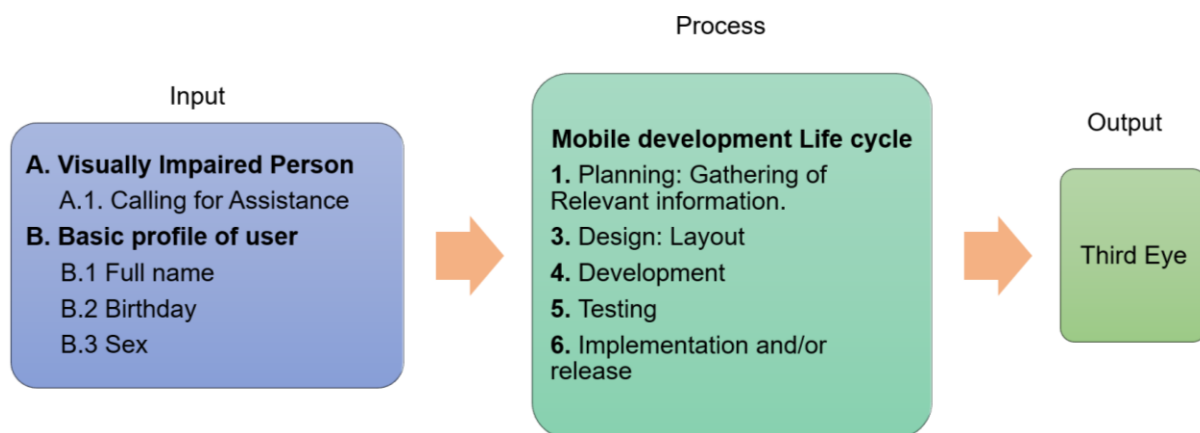 Input
A. Visually Impaired Person
A.1. Calling for Assistance
B. Basic profile of user
B.1 Full name
B.2 Birthday
B.3 Sex
Process
Mobile development Life cycle
1. Planning: Gathering of
Relevant information.
3. Design: Layout
4. Development
5. Testing
6. Implementation and/or
release
Output
Third Eye